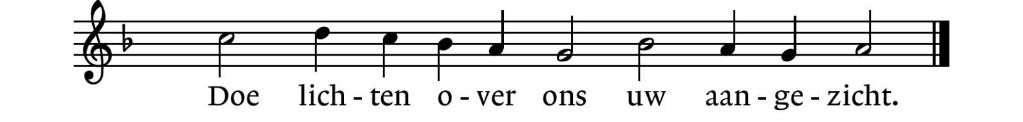 Doe lich - ten o - ver ons uw aan - ge - zicht.